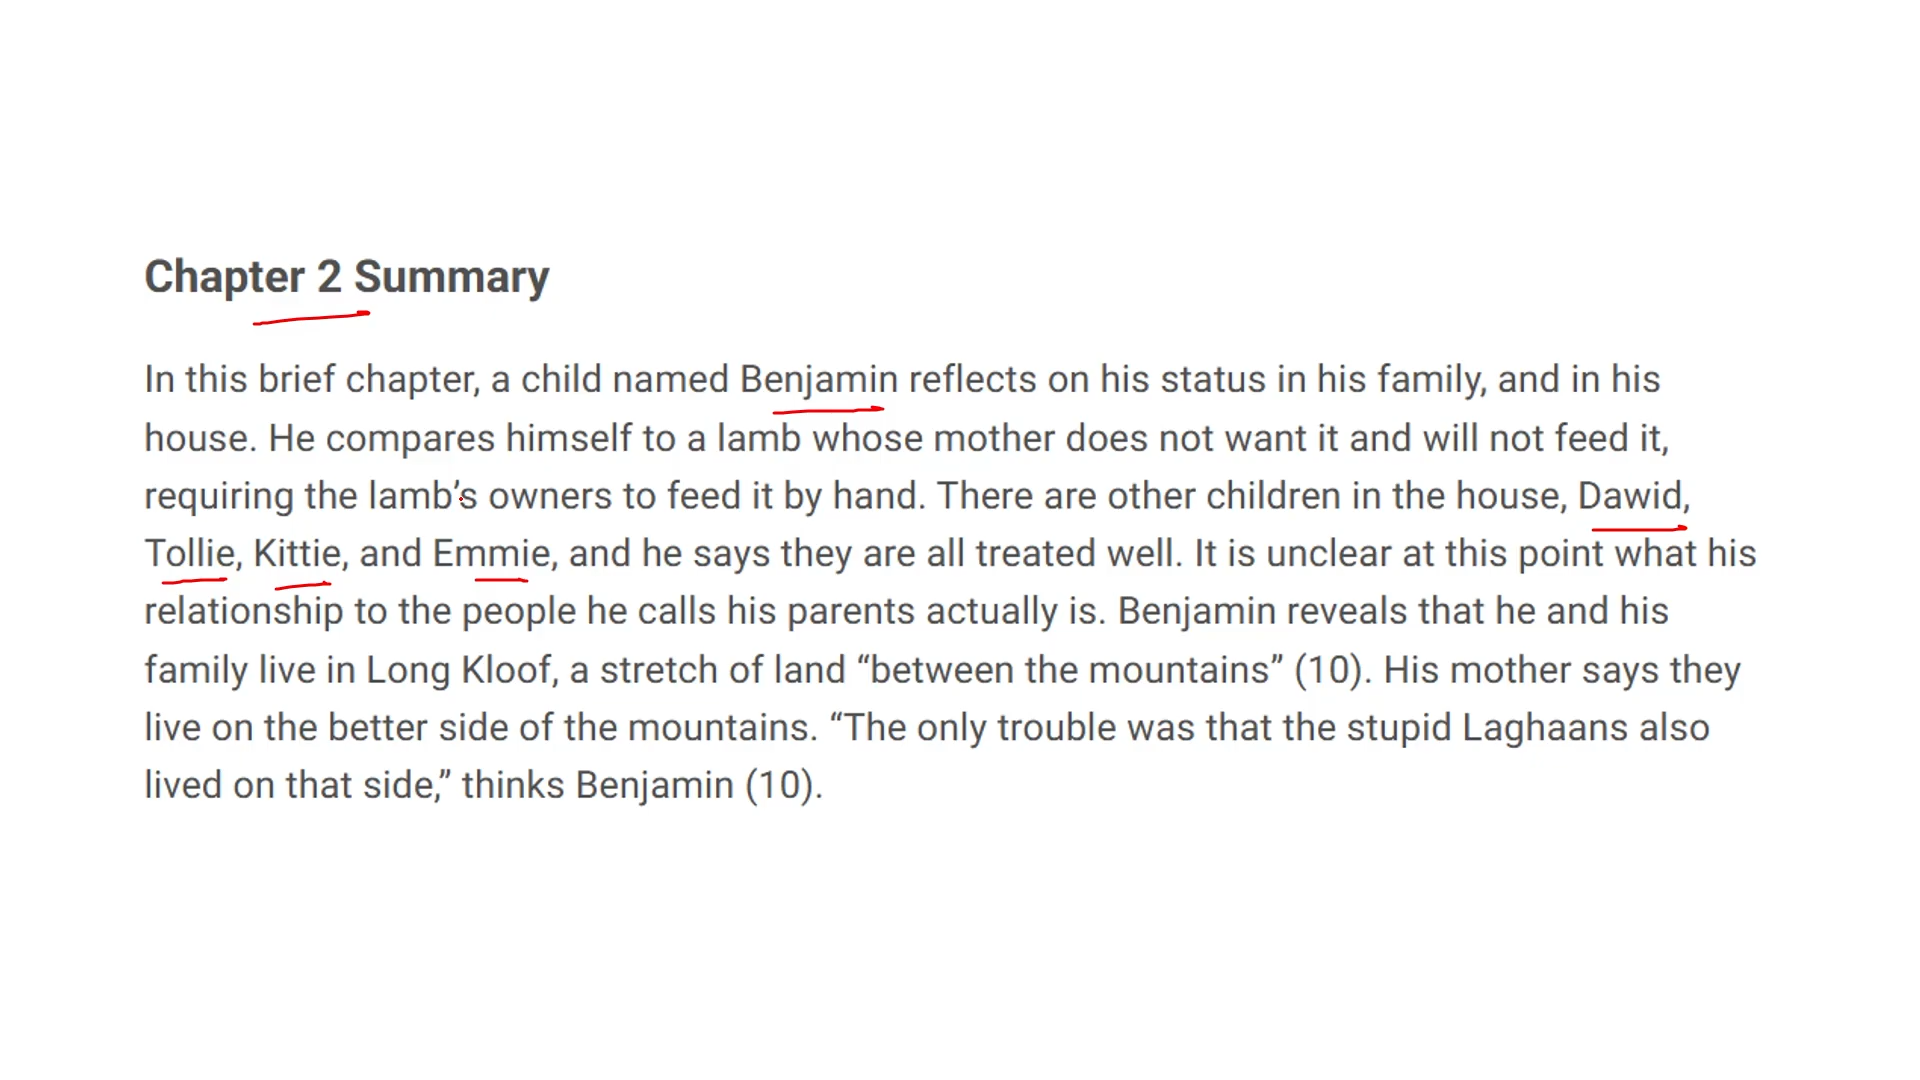 Chapter 2 Summary
In this brief chapter, a child named Benjamin reflects on his status in his family, and in his
house. He compares himself to a lamb whose mother does not want it and will not feed it,
requiring the lamb’s owners to feed it by hand. There are other children in the house, Dawid,
Tollie, Kittie, and Emmie, and he says they are all treated well. It is unclear at this point what his
relationship to the people he calls his parents actually is. Benjamin reveals that he and his
family live in Long Kloof, a stretch of land “between the mountains” (10). His mother says they
live on the better side of the mountains. “The only trouble was that the stupid Laghaans also
lived on that side,” thinks Benjamin (10).